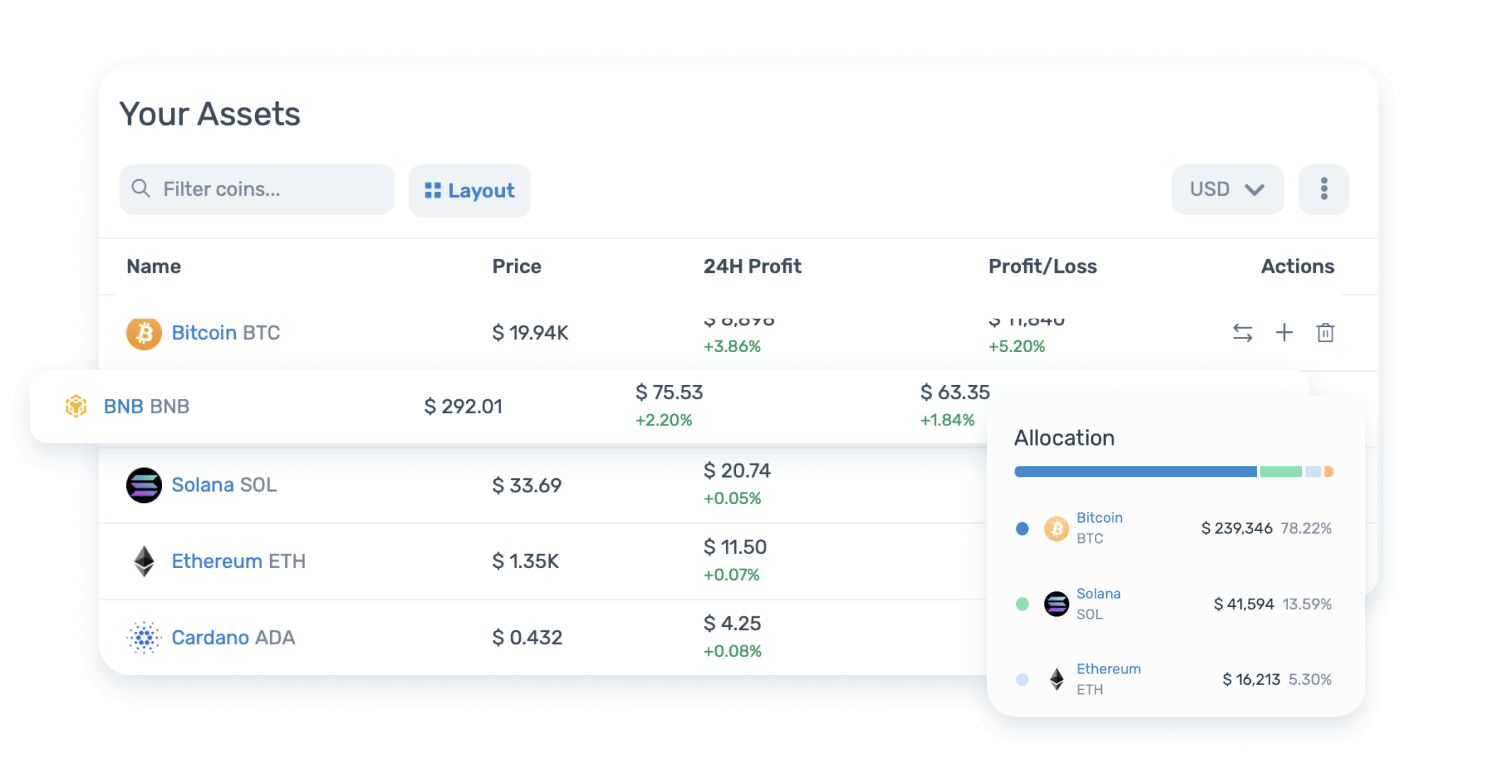 Your Assets
Filter coins...
Layout
USD
Name Price 24H Profit Profit/Loss Actions
Bitcoin BTC $ 19.94K
+3.86% +5.20%
BNB BNB $ 292.01 $ 75.53 $ 63.35
+2.20% +1.84%
Solana SOL $ 33.69 $ 20.74
+0.05%
Ethereum ETH $ 1.35K $ 11.50
+0.07%
Cardano ADA $ 0.432 $ 4.25
+0.08%
Allocation
Bitcoin
BTC
$ 239,346 78.22%
Solana
SOL
$ 41,594 13.59%
Ethereum
ETH
$ 16,213 5.30%